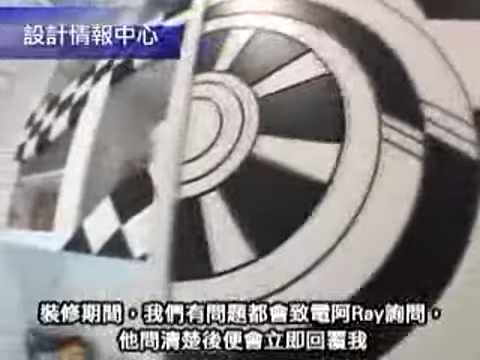 設計情報中心
裝修期間，我們有問題都會致電阿Ray詢問，
他問清楚後便會立即回覆我